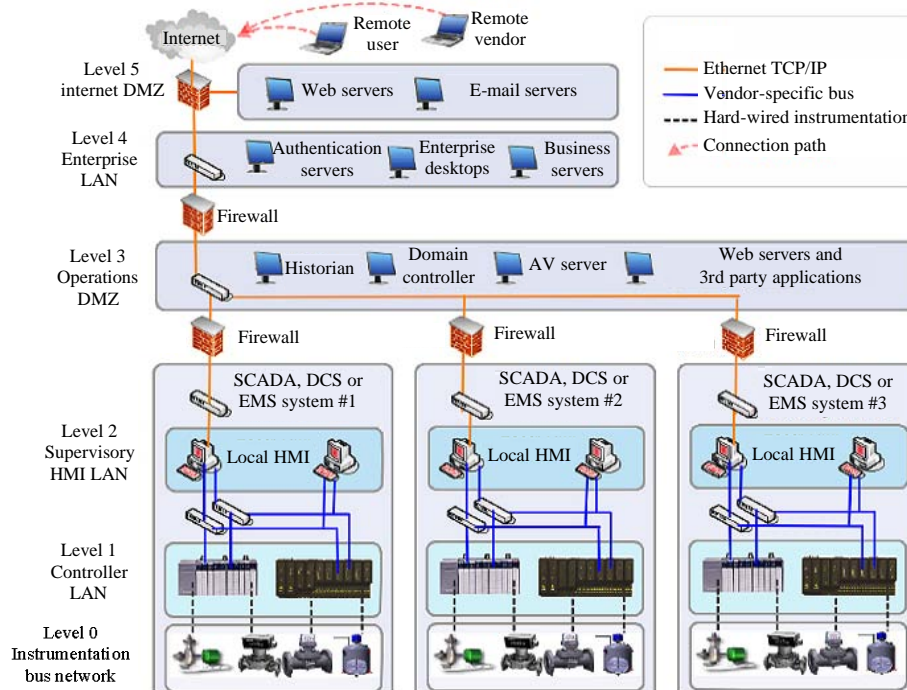 Internet
Remote
user
Remote
vendor
Level 5
internet DMZ
Web servers
E-mail servers
Ethernet TCP/IP
Vendor-specific bus
Hard-wired instrumentation
Connection path
Level 4
Enterprise
LAN
Authentication
servers
Enterprise
desktops
Business
servers
Firewall
Level 3
Operations
DMZ
Historian
Domain
controller
AV server
Web servers and
3rd party applications
Firewall
Firewall
Firewall
SCADA, DCS or
EMS system #1
SCADA, DCS or
EMS system #2
SCADA, DCS or
EMS system #3
Level 2
Supervisory
HMI LAN
Local HMI
Local HMI
Local HMI
Level 1
Controller
LAN
Level 0
Instrumentation
bus network